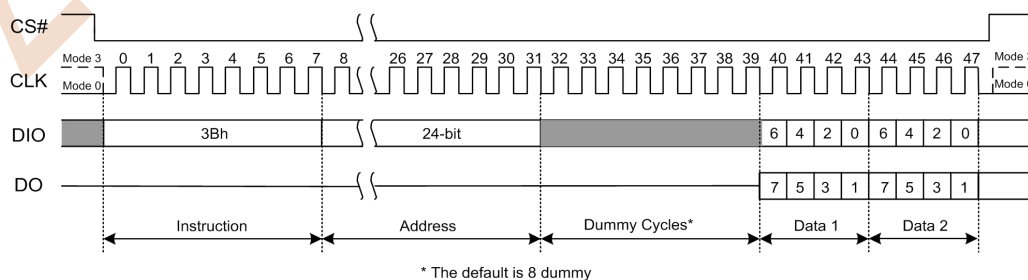 CS#
Mode 3 0 1 2 3 4 5 6 7 8 26 27 28 29 30 31 32 33 34 35 36 37 38 39 40 41 42 43 44 45 46 47 Mode 3
CLK
Mode 0 Mode 0
DIO 3Bh 24-bit 6 4 2 0 6 4 2 0
DO 7 5 3 1 7 5 3 1
Instruction Address Dummy Cycles* Data 1 Data 2
* The default is 8 dummy